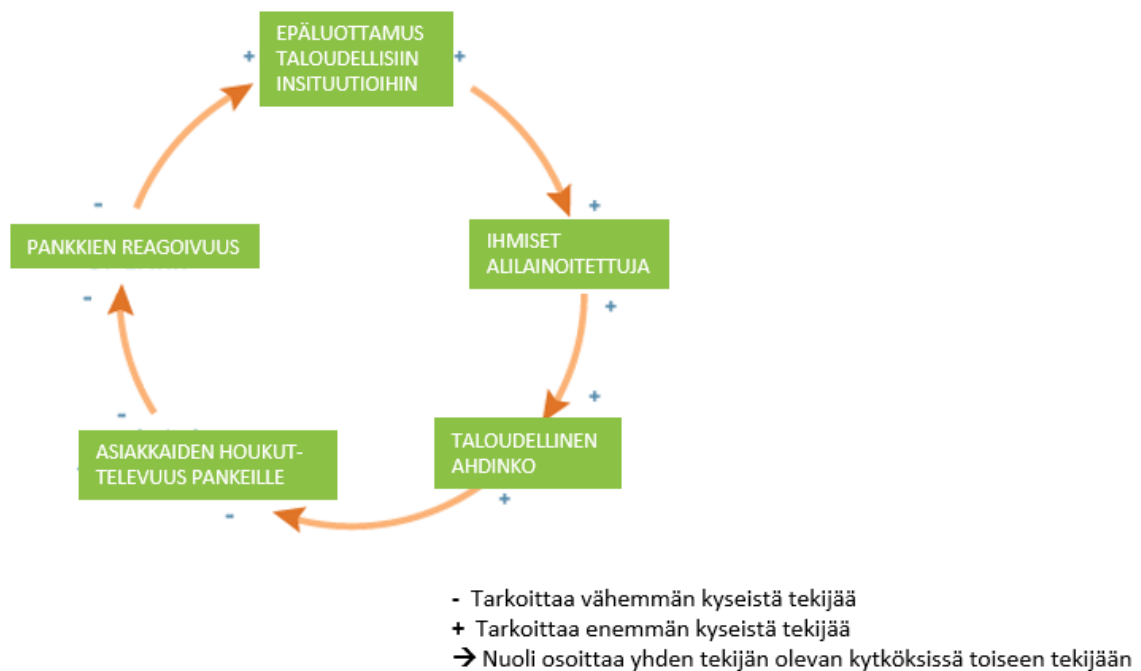 EPÄLUOTTAMUS
TALOUDELLISIIN
INSITUUTIOIHIN
+
+
+
IHMISET
ALILAINOITETTUJA
+
+
TALOUDELLINEN
AHDINKO
+
-
ASIAKKAIDEN HOUKUT-
TELEVUUS PANKEILLE
-
-
PANKKIEN REAGOIVUUS
-
- Tarkoittaa vähemmän kyseistä tekijää
+ Tarkoittaa enemmän kyseistä tekijää
→ Nuoli osoittaa yhden tekijän olevan kytköksissä toiseen tekijään